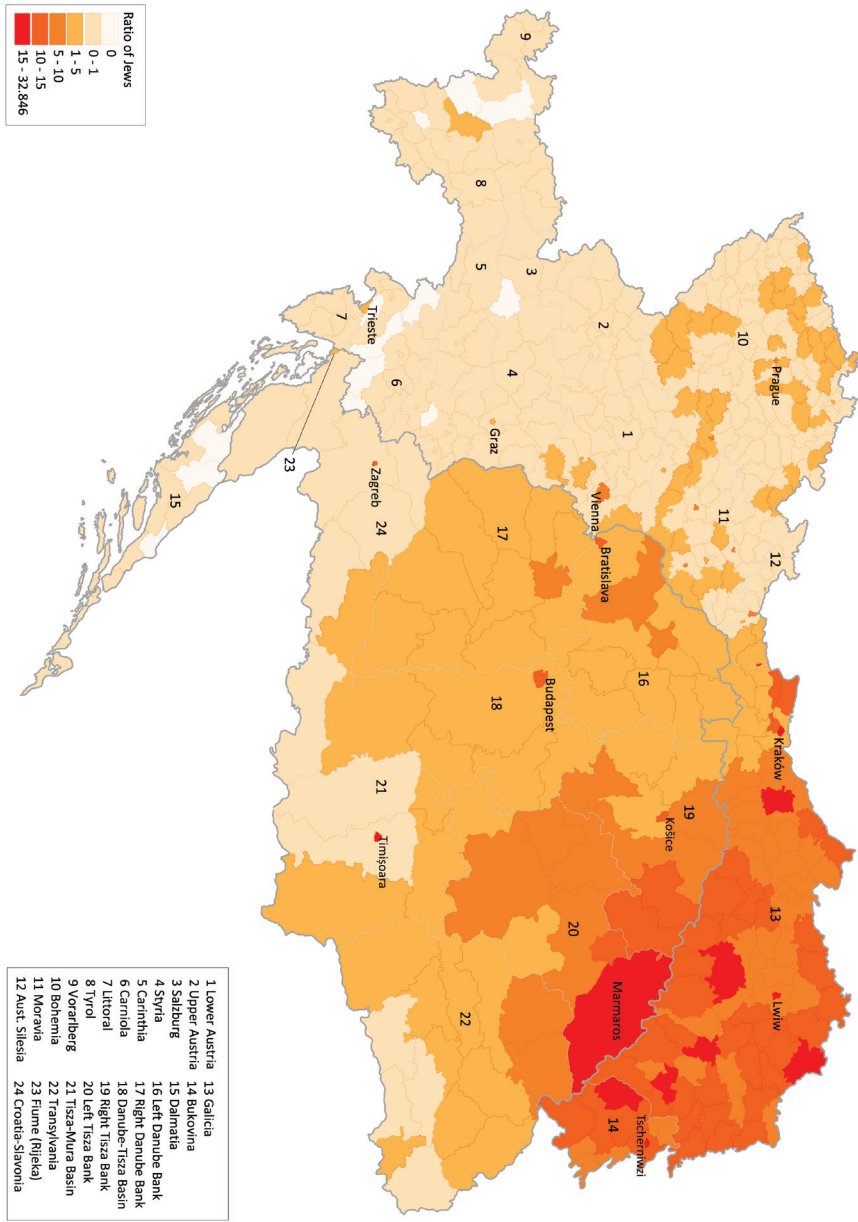 Prague
12
Kraków
13
Lwiw
10
11
19
Košice
16
Tscherniwzi
1
Marmaros
14
Bratislava
2
Vienna
20
Budapest
3
9
4
17
Graz
18
5
8
22
6
Timişoara
21
24
Zagreb
Trieste
7
23
15
Ratio of Jews
0
0 - 1
1 - 5
5 - 10
10 - 15
15 - 32.846
1 Lower Austria
2 Upper Austria
3 Salzburg
4 Styria
5 Carinthia
6 Carniola
7 Littoral
8 Tyrol
9 Vorarlberg
10 Bohemia
11 Moravia
12 Aust. Silesia
13 Galicia
14 Bukovina
15 Dalmatia
16 Left Danube Bank
17 Right Danube Bank
18 Danube-Tisza Basin
19 Right Tisza Bank
20 Left Tisza Bank
21 Tisza-Mura Basin
22 Transylvania
23 Fiume (Rijeka)
24 Croatia-Slavonia